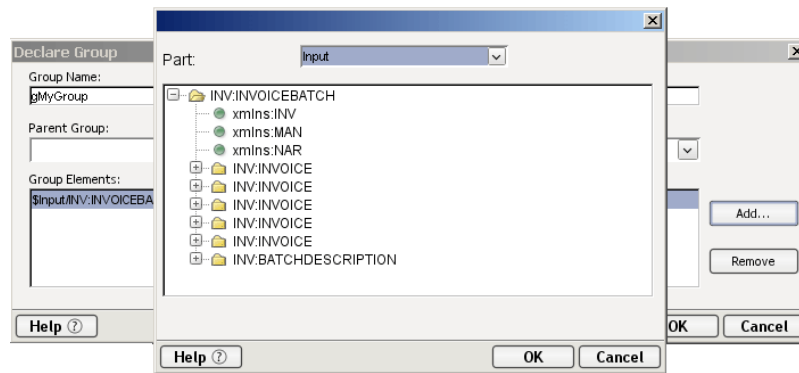 Declare Group
Group Name:
gMyGroup
Parent Group:
Group Elements:
$Input/INV:INVOICEBA
Add...
Remove
Help
OK
Cancel
Part:
Input
INV:INVOICEBATCH
xmlns:INV
xmlns:MAN
xmlns:NAR
INV:INVOICE
INV:INVOICE
INV:INVOICE
INV:INVOICE
INV:INVOICE
INV:BATCHDESCRIPTION
Help
OK
Cancel